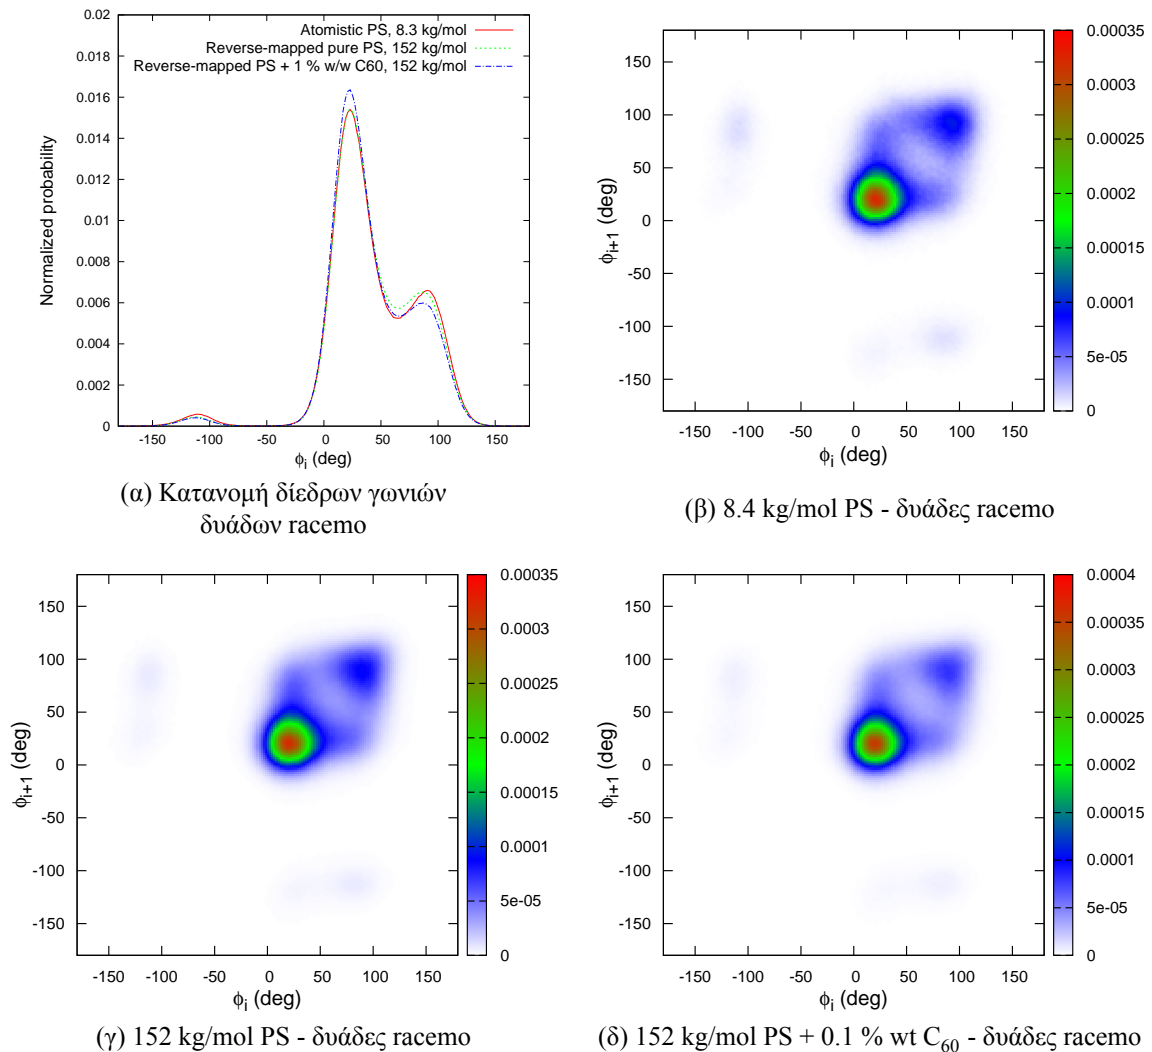 0.02
0.018
0.016
0.014
0.012
0.01
0.008
0.006
0.004
0.002
0
Normalized probability
Atomistic PS, 8.3 kg/mol
Reverse-mapped pure PS, 152 kg/mol
Reverse-mapped PS + 1 % w/w C60, 152 kg/mol
-150 -100 -50 0 50 100 150
ϕi (deg)
(α) Κατανομή δίεδρων γωνιών
δυάδων racemo
150
100
50
0
-50
-100
-150
ϕi+1 (deg)
-150 -100 -50 0 50 100 150
ϕi (deg)
0.00035
0.0003
0.00025
0.0002
0.00015
0.0001
5e-05
0
(β) 8.4 kg/mol PS - δυάδες racemo
150
100
50
0
-50
-100
-150
ϕi+1 (deg)
-150 -100 -50 0 50 100 150
ϕi (deg)
0.00035
0.0003
0.00025
0.0002
0.00015
0.0001
5e-05
0
(γ) 152 kg/mol PS - δυάδες racemo
150
100
50
0
-50
-100
-150
ϕi+1 (deg)
-150 -100 -50 0 50 100 150
ϕi (deg)
0.0004
0.00035
0.0003
0.00025
0.0002
0.00015
0.0001
5e-05
0
(δ) 152 kg/mol PS + 0.1 % wt C60 - δυάδες racemo